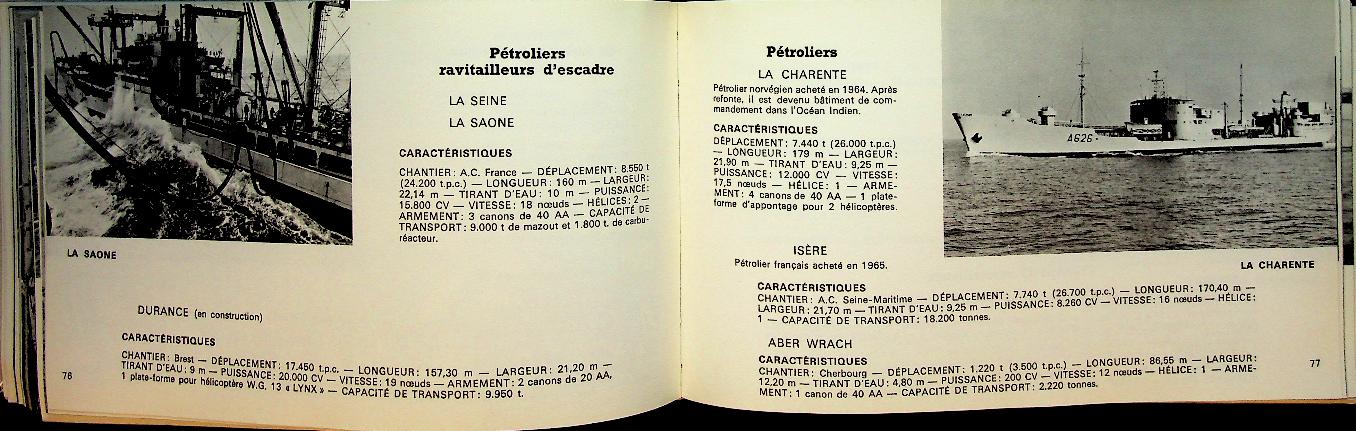 Pétroliers
ravitailleurs d'escadre
LA SEINE
LA SAONE
CARACTÉRISTIQUES
CHANTIER : A.C. France — DÉPLACEMENT : 8.550 t
(24.200 t.p.c.) — LONGUEUR : 160 m — LARGEUR :
22,14 m — TIRANT D'EAU : 10 m — PUISSANCE :
15.800 CV — VITESSE : 18 nœuds — HÉLICES : 2 —
ARMEMENT : 3 canons de 40 AA — CAPACITÉ DE
TRANSPORT : 9.000 t de mazout et 1.800 t. de carbu-
réacteur.
LA SAONE
DURANCE (en construction)
CARACTÉRISTIQUES
CHANTIER : Brest — DÉPLACEMENT : 17.450 t.p.c. — LONGUEUR : 157,30 m — LARGEUR : 21,20 m —
TIRANT D'EAU : 9 m — PUISSANCE : 20.000 CV — VITESSE : 19 nœuds — ARMEMENT : 2 canons de 20 AA,
1 plate-forme pour hélicoptère W.G. 13 « LYNX » — CAPACITÉ DE TRANSPORT : 9.950 t.
76
Pétroliers
LA CHARENTE
Pétrolier norvégien acheté en 1964. Après
refonte, il est devenu bâtiment de com-
mandement dans l'Océan Indien.
CARACTÉRISTIQUES
DÉPLACEMENT : 7.440 t (26.000 t.p.c.)
— LONGUEUR : 179 m — LARGEUR :
21,90 m — TIRANT D'EAU : 9,25 m —
PUISSANCE : 12.000 CV — VITESSE :
17,5 nœuds — HÉLICE : 1 — ARME-
MENT : 4 canons de 40 AA — 1 plate-
forme d'appontage pour 2 hélicoptères.
A626
LA CHARENTE
ISÈRE
Pétrolier français acheté en 1965.
CARACTÉRISTIQUES
CHANTIER : A.C. Seine-Maritime — DÉPLACEMENT : 7.740 t (26.700 t.p.c.) — LONGUEUR : 170,40 m —
LARGEUR : 21,70 m — TIRANT D'EAU : 9,25 m — PUISSANCE : 8.260 CV — VITESSE : 16 nœuds — HÉLICE :
1 — CAPACITÉ DE TRANSPORT : 18.200 tonnes.
ABER WRACH
CARACTÉRISTIQUES
CHANTIER : Cherbourg — DÉPLACEMENT : 1.220 t (3.500 t.p.c.) — LONGUEUR : 86,55 m — LARGEUR :
12,20 m — TIRANT D'EAU : 4,80 m — PUISSANCE : 200 CV — VITESSE : 12 nœuds — HÉLICE : 1 — ARME-
MENT : 1 canon de 40 AA — CAPACITÉ DE TRANSPORT : 2.220 tonnes.
77